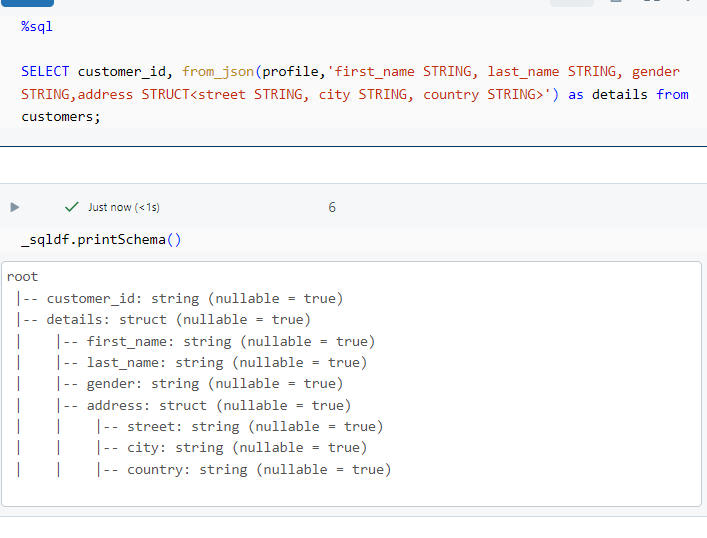 %sql
SELECT customer_id, from_json(profile,'first_name STRING, last_name STRING, gender
STRING,address STRUCT<street STRING, city STRING, country STRING>') as details from
customers;
Just now (<1s)
6
_sqldf.printSchema()
root
|-- customer_id: string (nullable = true)
|-- details: struct (nullable = true)
|    |-- first_name: string (nullable = true)
|    |-- last_name: string (nullable = true)
|    |-- gender: string (nullable = true)
|    |-- address: struct (nullable = true)
|    |    |-- street: string (nullable = true)
|    |    |-- city: string (nullable = true)
|    |    |-- country: string (nullable = true)